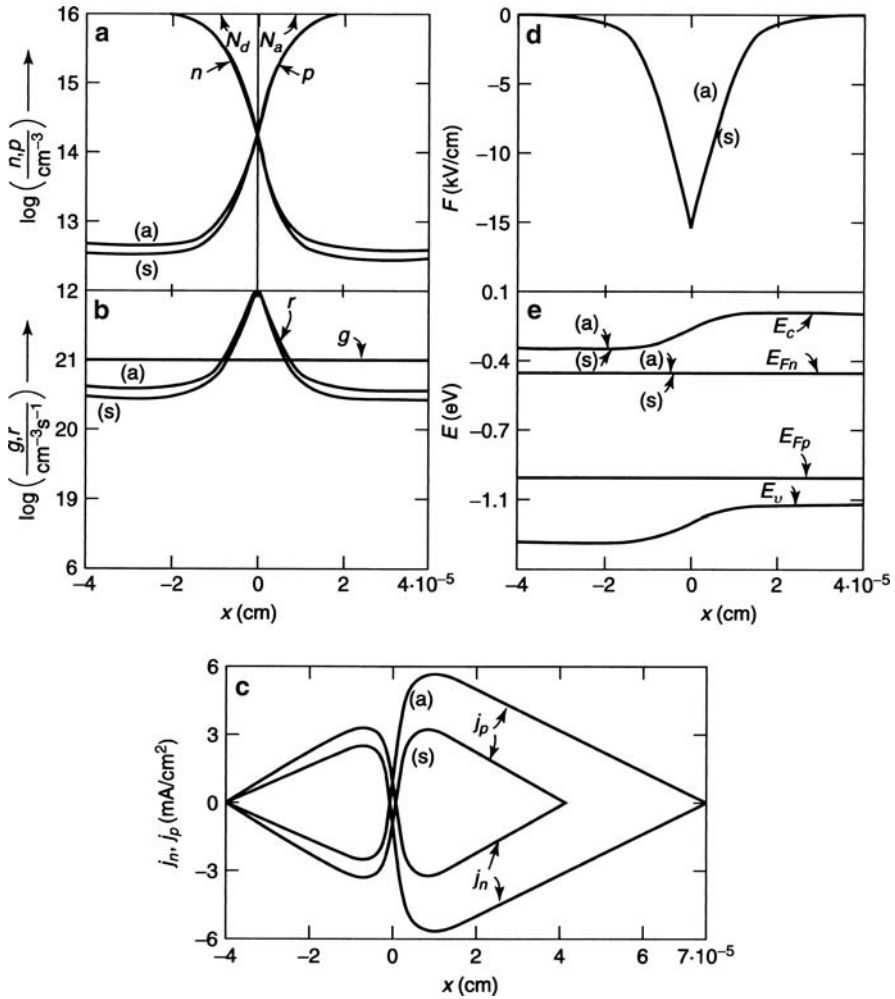 a
16
15
14
13
12
log (n,p / cm⁻³)
N_d
N_a
n
p
(a)
(s)
b
21
20
19
6
log (g,r / cm⁻³s⁻¹)
r
g
(a)
(s)
−4 −2 0 2 4·10⁻⁵
x (cm)
d
0
−5
−10
−15
F (kV/cm)
(a)
(s)
e
0.1
−0.4
−0.7
−1.1
E (eV)
(a)
(s)
(a)
(s)
E_c
E_Fn
E_Fp
E_υ
−4 −2 0 2 4·10⁻⁵
x (cm)
c
6
3
0
−3
−6
j_n, j_p (mA/cm²)
(a)
(s)
j_p
j_n
−4 −2 0 2 4 6 7·10⁻⁵
x (cm)